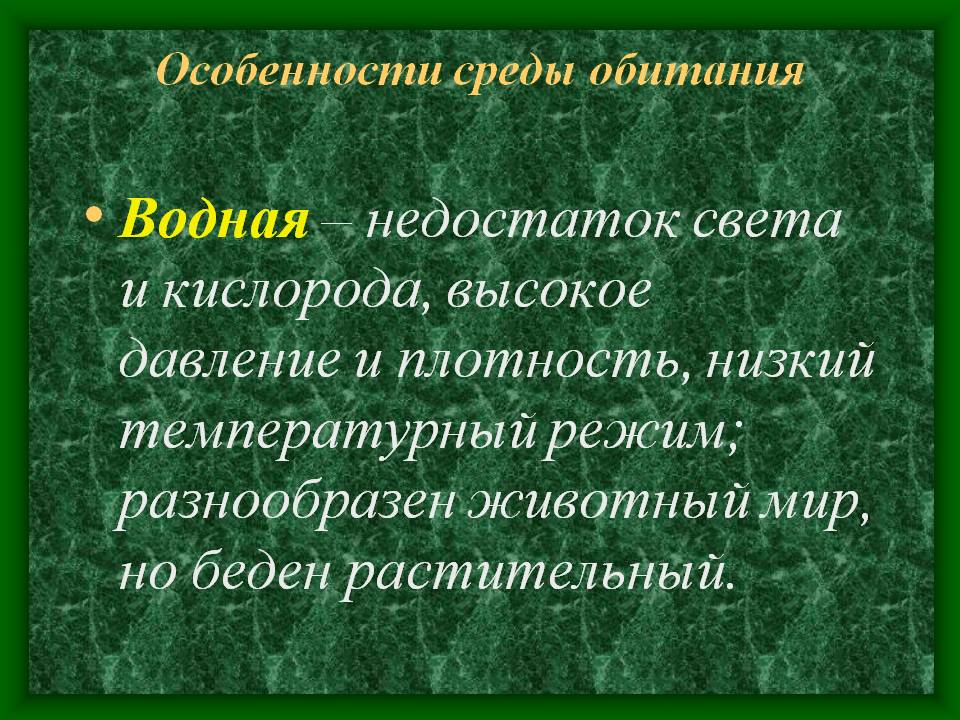 Особенности среды обитания
• Водная – недостаток света
и кислорода, высокое
давление и плотность, низкий
температурный режим;
разнообразен животный мир,
но беден растительный.